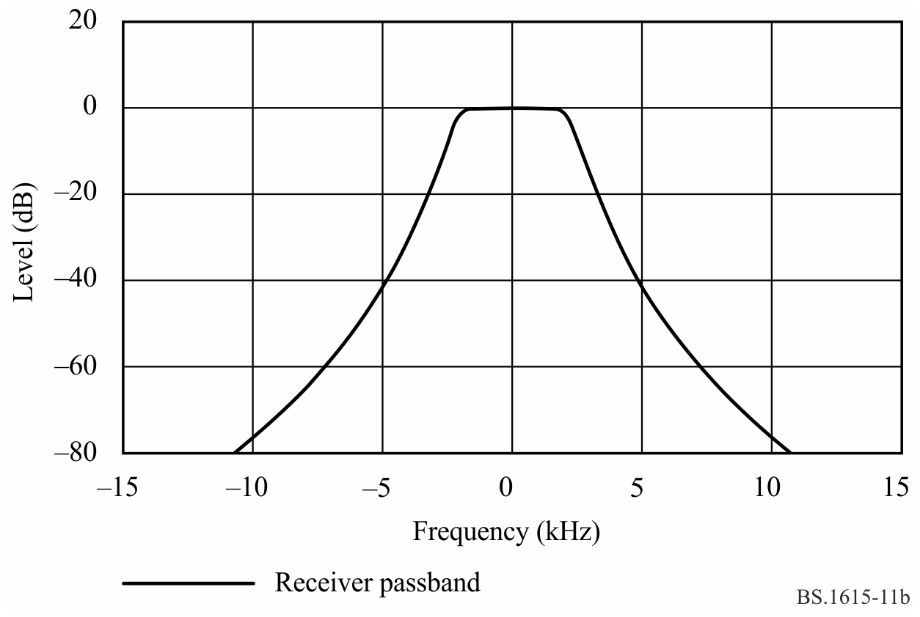 20
0
–20
–40
–60
–80
Level (dB)
–15 –10 –5 0 5 10 15
Frequency (kHz)
Receiver passband
BS.1615-11b